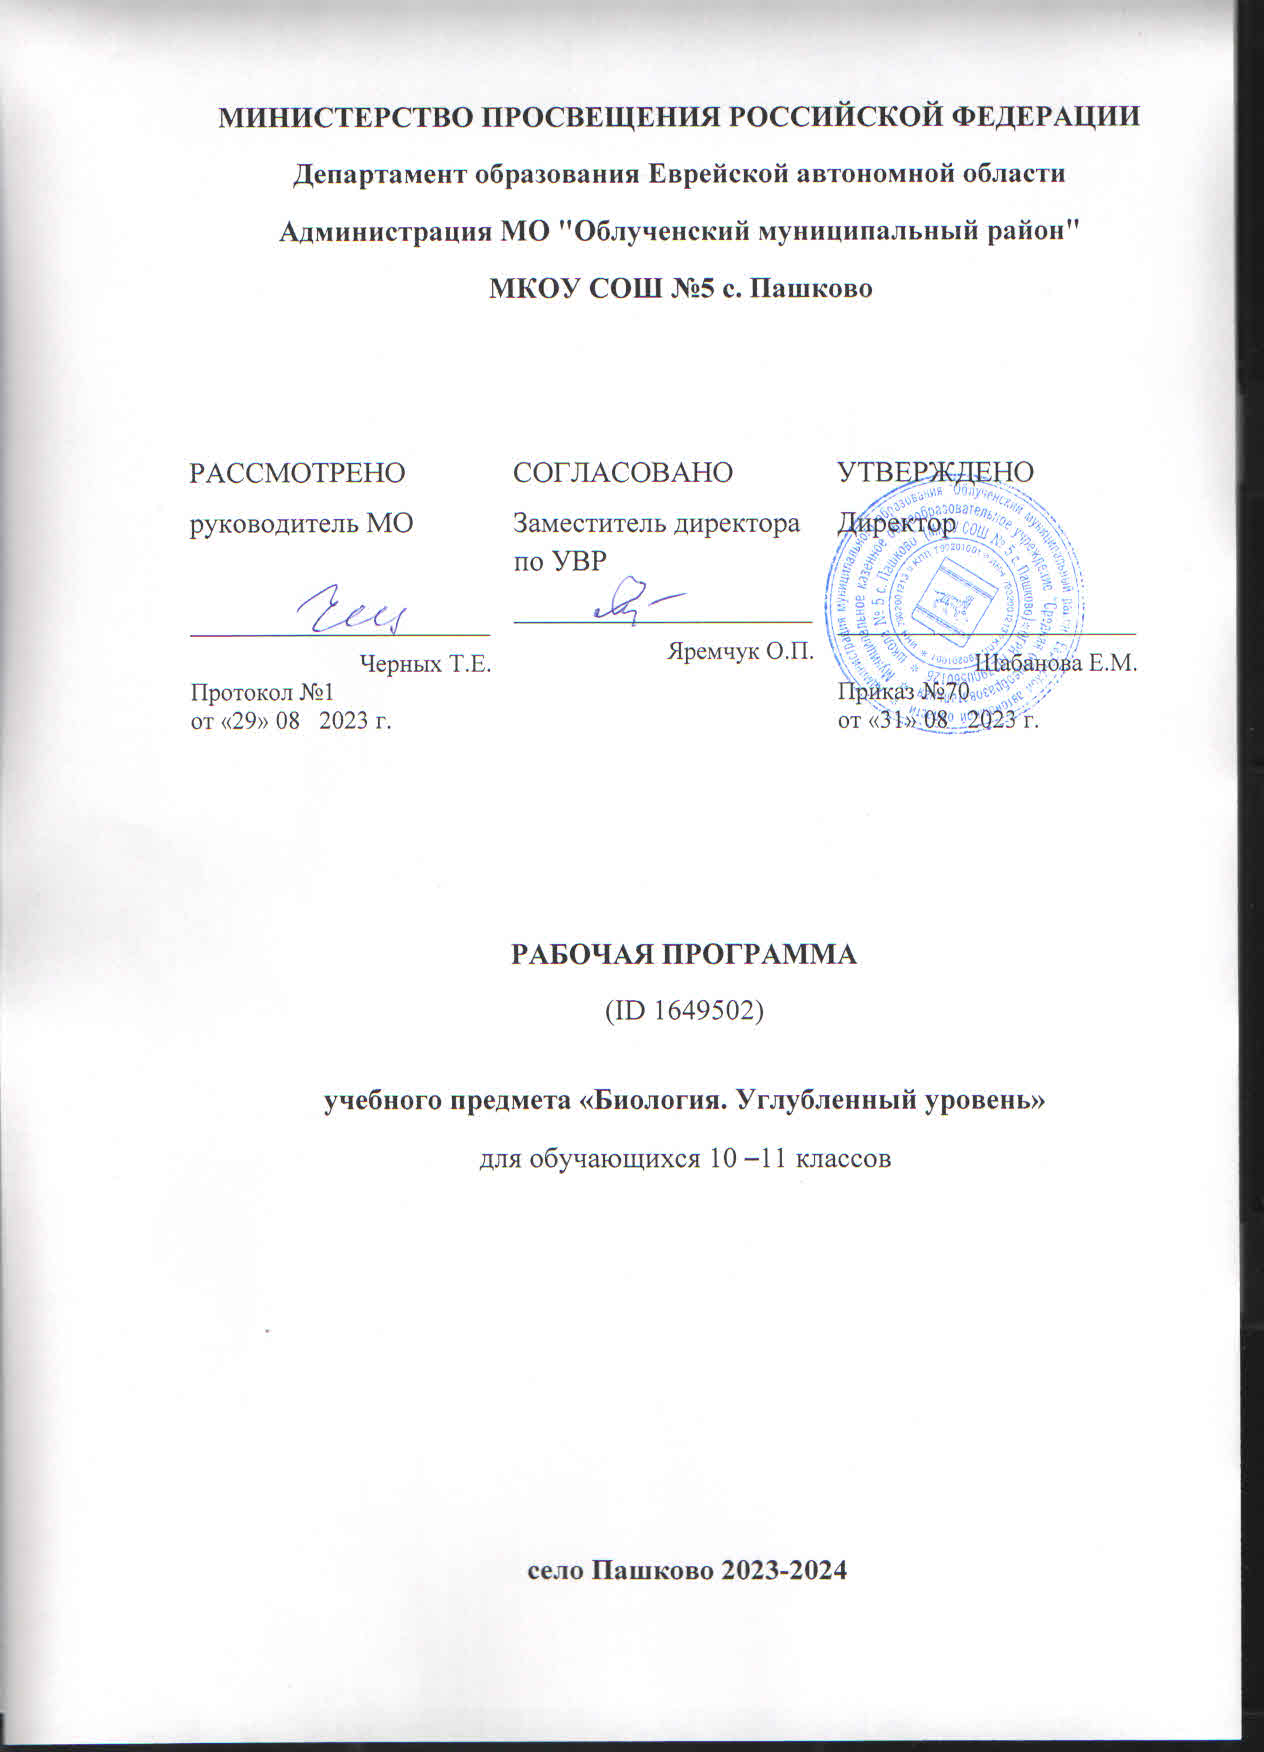 МИНИСТЕРСТВО ПРОСВЕЩЕНИЯ РОССИЙСКОЙ ФЕДЕРАЦИИ
Департамент образования Еврейской автономной области
Администрация МО "Облученский муниципальный район"
МКОУ СОШ №5 с. Пашково
РАССМОТРЕНО
руководитель МО
Черных Т.Е.
Протокол №1
от «29» 08 2023 г.
СОГЛАСОВАНО
Заместитель директора
по УВР
Яремчук О.П.
УТВЕРЖДЕНО
Директор
Шабанова Е.М.
Приказ №70
от «31» 08 2023 г.
РАБОЧАЯ ПРОГРАММА
(ID 1649502)
учебного предмета «Биология. Углубленный уровень»
для обучающихся 10 –11 классов
село Пашково 2023-2024